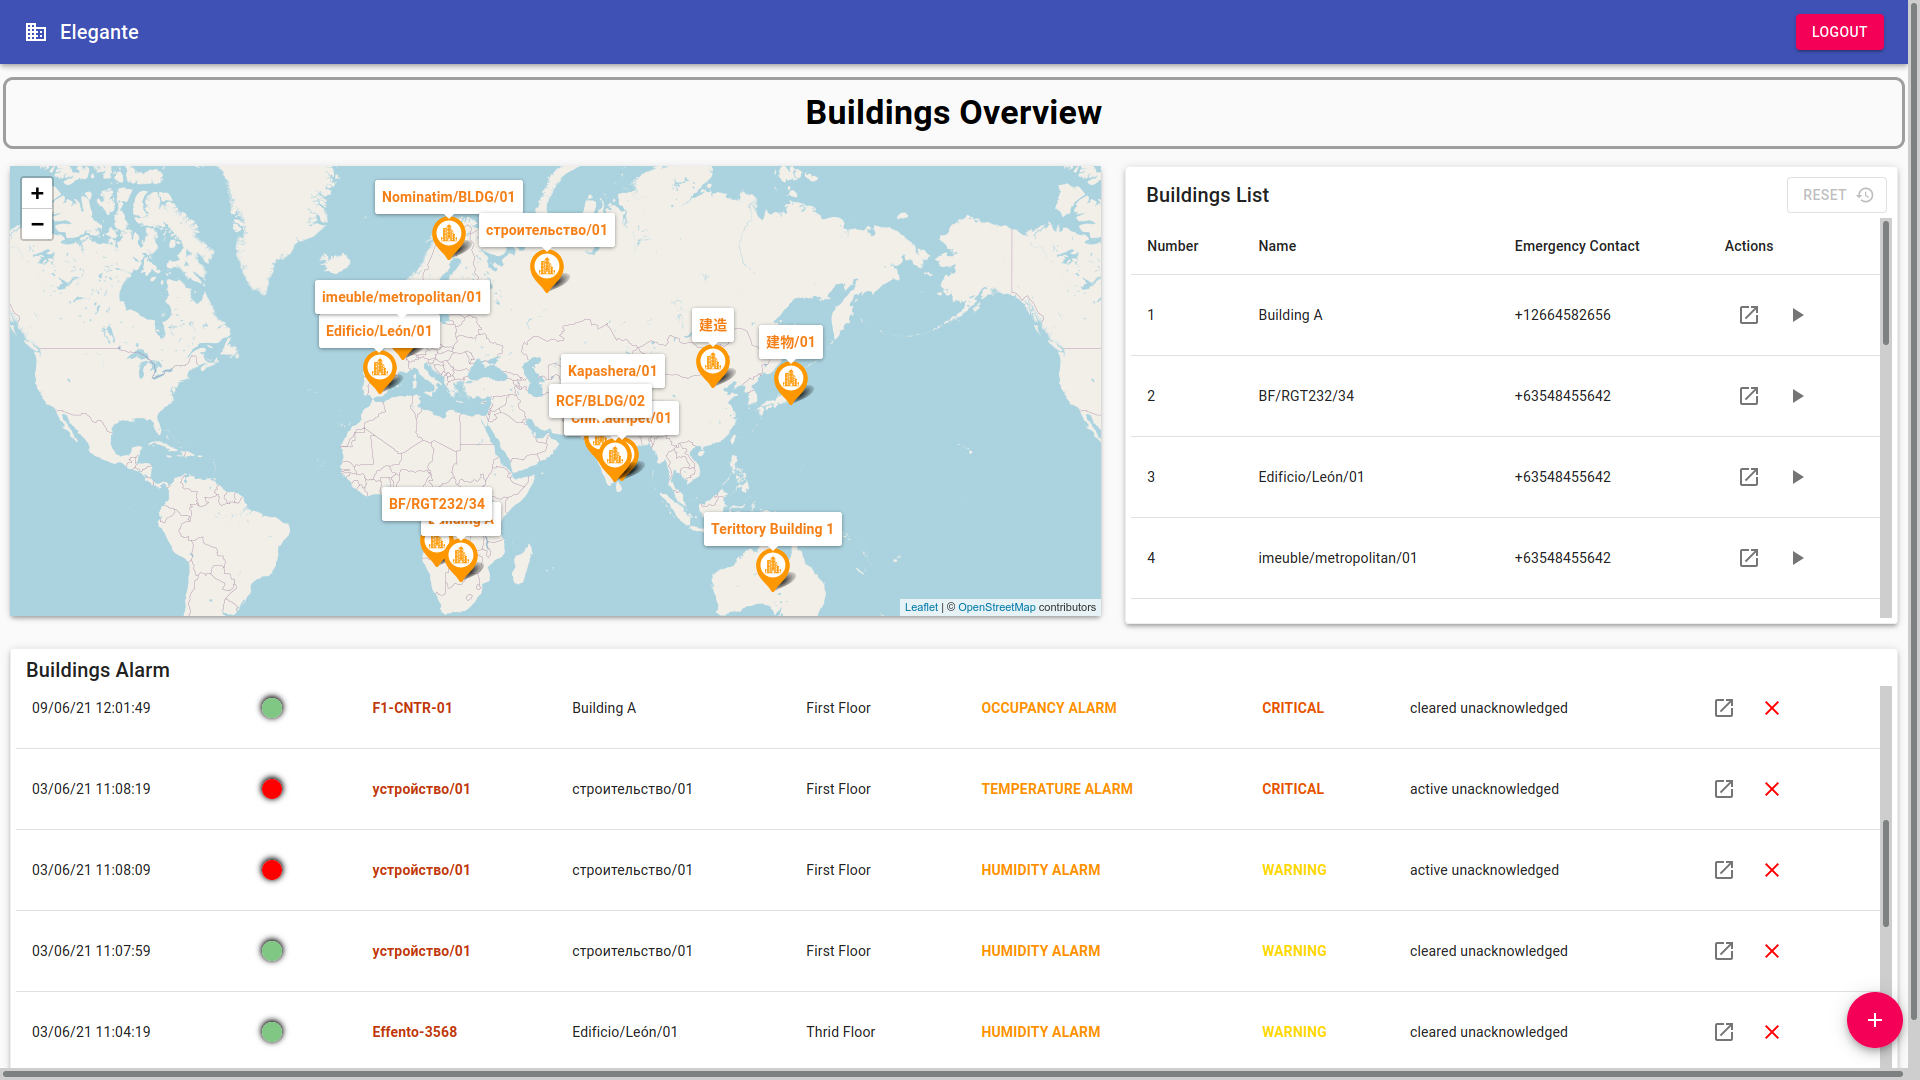 Elegante
LOGOUT
Buildings Overview
+
−
Nominatim/BLDG/01
строительство/01
imeuble/metropolitan/01
Edificio/León/01
建造
建物/01
Kapashera/01
RCF/BLDG/02
BF/RGT232/34
Building A
Terittory Building 1
Leaflet | © OpenStreetMap contributors
Buildings List
RESET
Number Name Emergency Contact Actions
1 Building A +12664582656
2 BF/RGT232/34 +63548455642
3 Edificio/León/01 +63548455642
4 imeuble/metropolitan/01 +63548455642
Buildings Alarm
09/06/21 12:01:49 F1-CNTR-01 Building A First Floor OCCUPANCY ALARM CRITICAL cleared unacknowledged
03/06/21 11:08:19 устройство/01 строительство/01 First Floor TEMPERATURE ALARM CRITICAL active unacknowledged
03/06/21 11:08:09 устройство/01 строительство/01 First Floor HUMIDITY ALARM WARNING active unacknowledged
03/06/21 11:07:59 устройство/01 строительство/01 First Floor HUMIDITY ALARM WARNING cleared unacknowledged
03/06/21 11:04:19 Effento-3568 Edificio/León/01 Thrid Floor HUMIDITY ALARM WARNING cleared unacknowledged
+